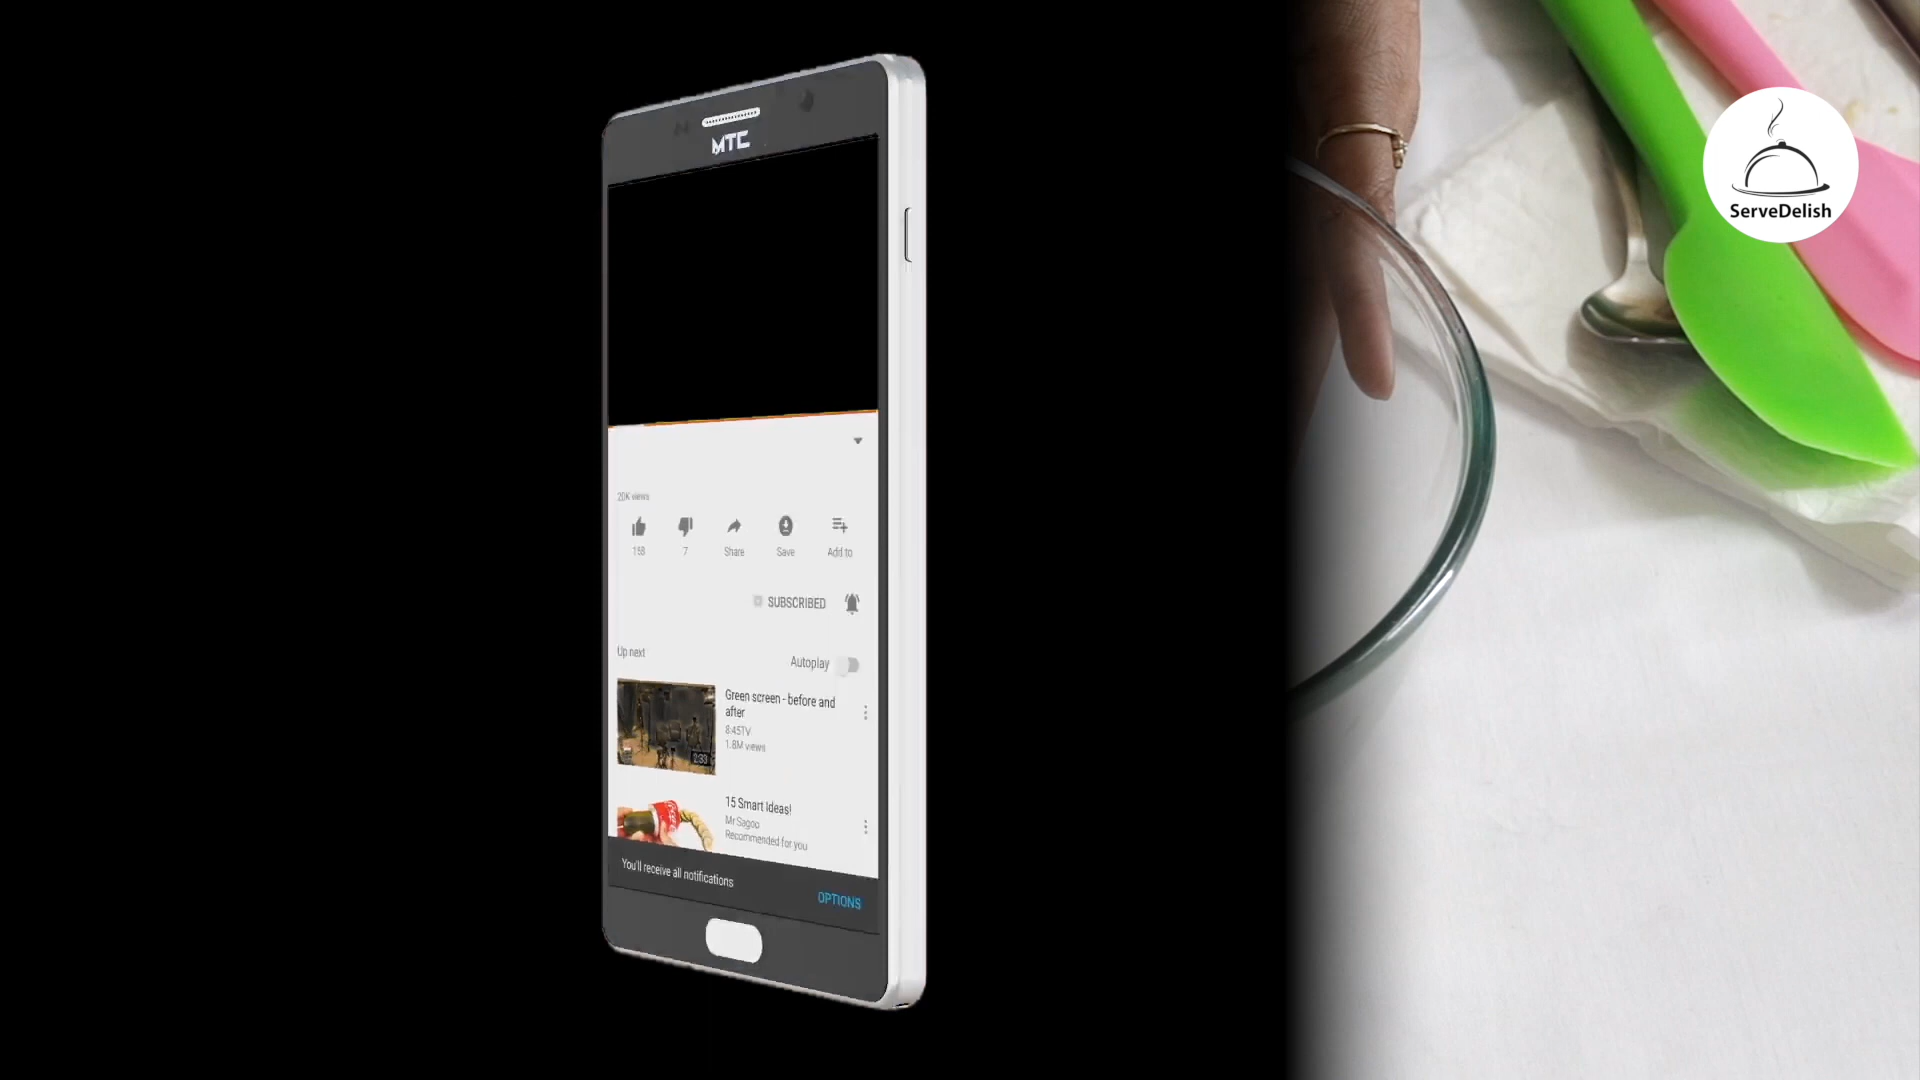 MTC
20K views
158
7
Share
Save
Add to
SUBSCRIBED
Up next
Autoplay
Green screen - before and
after
8:45TV
1.8M views
2:33
15 Smart Ideas!
Mr Sagoo
Recommended for you
You'll receive all notifications
OPTIONS
ServeDelish